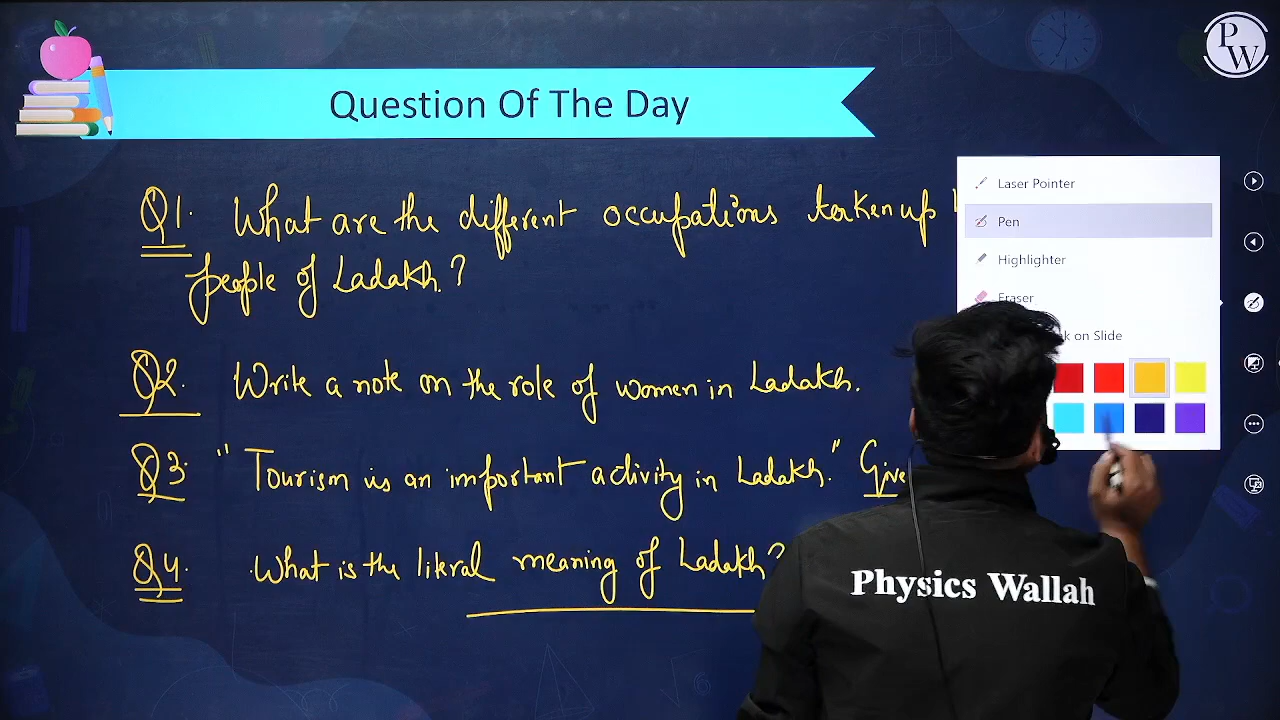 PW
Question Of The Day
Laser Pointer
Q1. What are the different occupations taken up
Pen
people of Ladakh?
Highlighter
Eraser
on Slide
Q2. Write a note on the role of women in Ladakh.
Q3. "Tourism is an important activity in Ladakh." Give
Q4. What is the literal meaning of Ladakh?
Physics Wallah